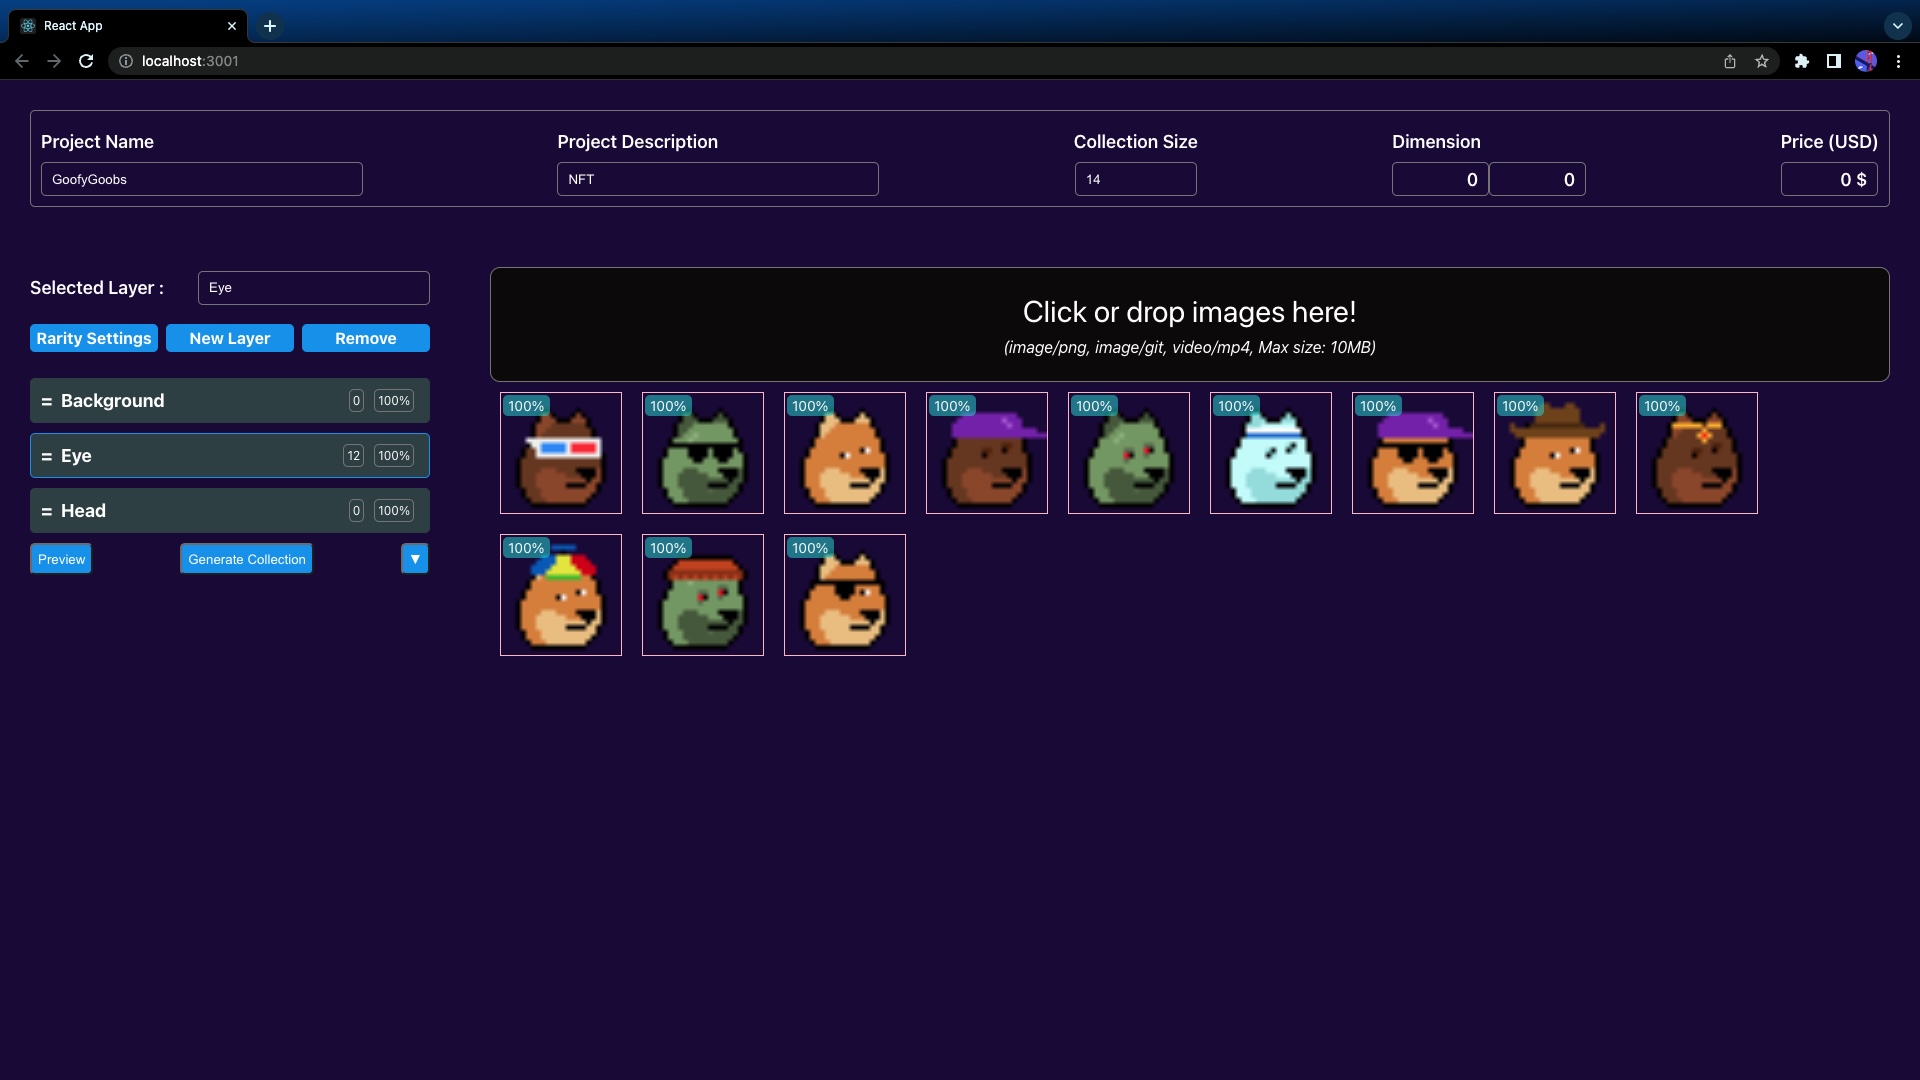 React App
localhost:3001
Project Name
Project Description
Collection Size
Dimension
Price (USD)
GoofyGoobs
NFT
14
0
0
0 $
Selected Layer :
Eye
Rarity Settings
New Layer
Remove
= Background
0
100%
= Eye
12
100%
= Head
0
100%
Preview
Generate Collection
Click or drop images here!
(image/png, image/git, video/mp4, Max size: 10MB)
100%
100%
100%
100%
100%
100%
100%
100%
100%
100%
100%
100%